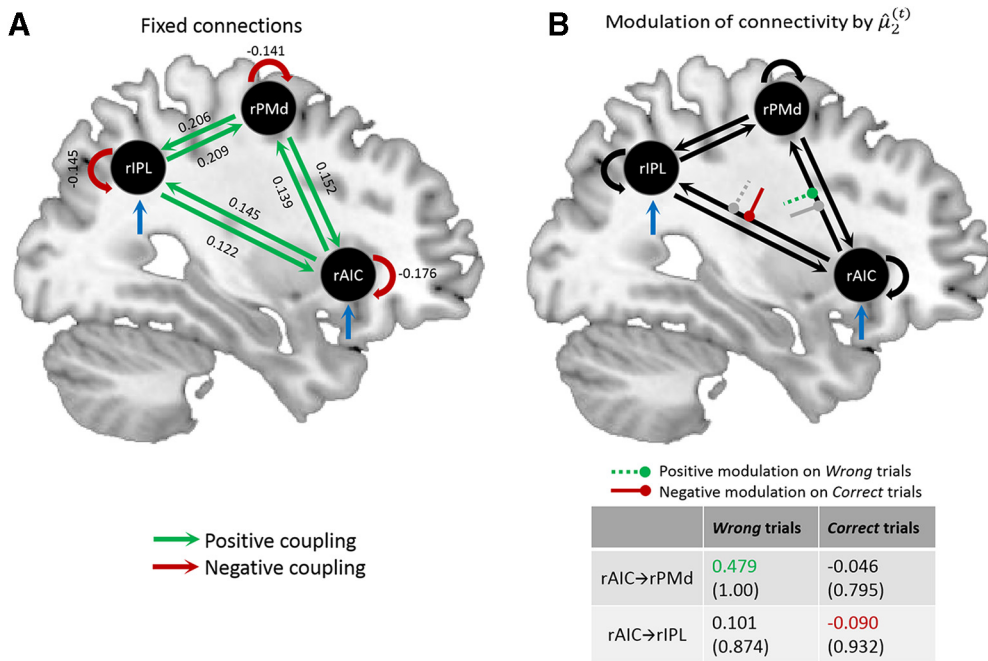 A
Fixed connections
-0.141
rPMd
0.206
0.209
-0.145
rIPL
0.152
0.139
0.145
0.122
rAIC
-0.176
Positive coupling
Negative coupling
B
Modulation of connectivity by μ̂₂⁽ᵗ⁾
rPMd
rIPL
rAIC
Positive modulation on Wrong trials
Negative modulation on Correct trials
Wrong trials Correct trials
rAIC→rPMd 0.479 -0.046
(1.00) (0.795)
rAIC→rIPL 0.101 -0.090
(0.874) (0.932)